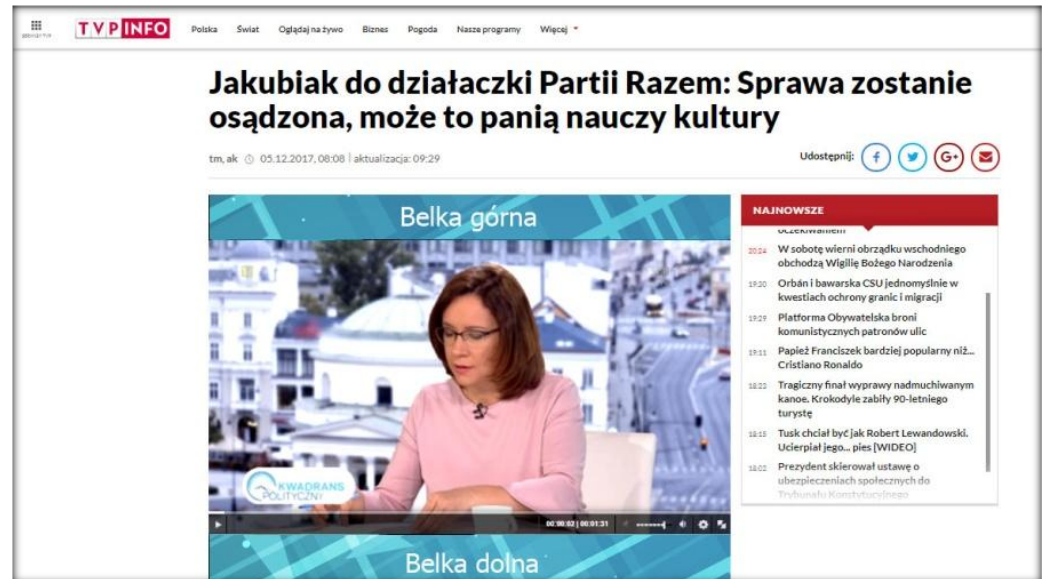 TVP INFO
Polska Świat Oglądaj na żywo Biznes Pogoda Nasze programy Więcej
Jakubiak do działaczki Partii Razem: Sprawa zostanie
osądzona, może to panią nauczy kultury
tm, ak 05.12.2017, 08:08 | aktualizacja: 09:29
Udostępnij:
Belka górna
KWADRANS
POLITYCZNY
00:00:02 | 00:01:31
Belka dolna
NAJNOWSZE
oczekiwaniem
20:24 W sobotę wierni obrządku wschodniego
obchodzą Wigilię Bożego Narodzenia
19:30 Orbán i bawarska CSU jednomyślnie w
kwestiach ochrony granic i migracji
19:29 Platforma Obywatelska broni
komunistycznych patronów ulic
19:11 Papież Franciszek bardziej popularny niż...
Cristiano Ronaldo
18:23 Tragiczny finał wyprawy nadmuchiwanym
kanoe. Krokodyle zabiły 90-letniego
turystę
18:15 Tusk chciał być jak Robert Lewandowski.
Ucierpiał jego... pies [WIDEO]
18:02 Prezydent skierował ustawę o
ubezpieczeniach społecznych do
Trybunału Konstytucyjnego